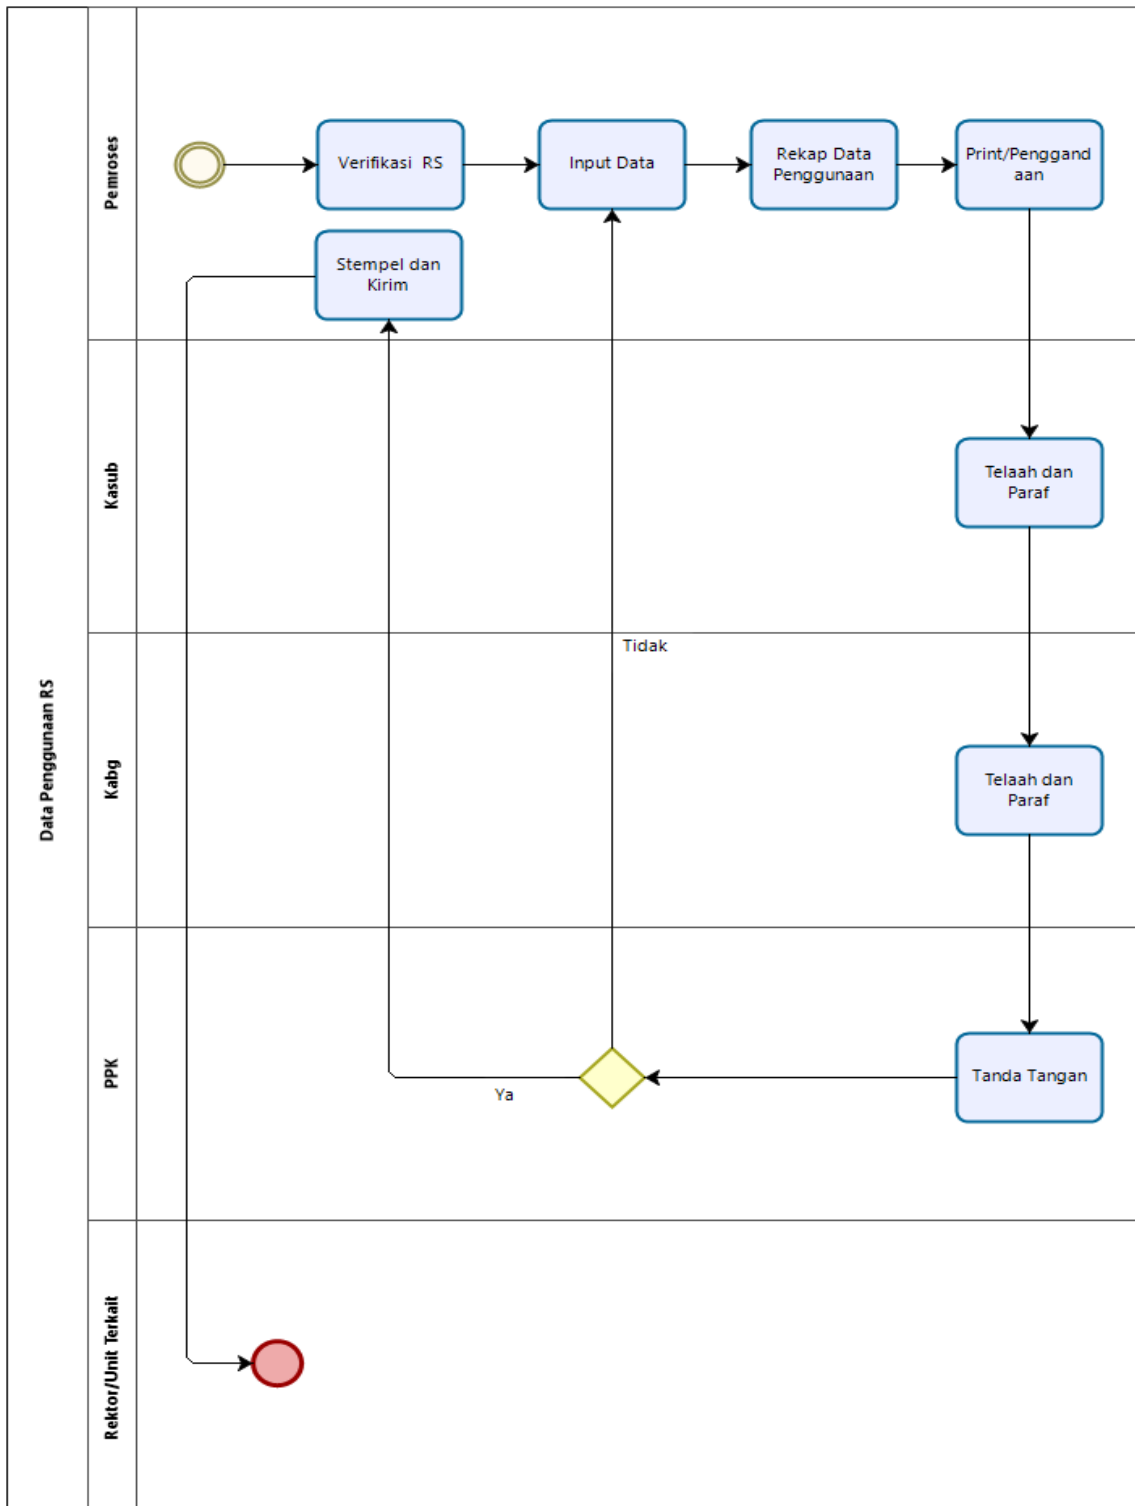 Data Penggunaan RS
Pemroses
Verifikasi  RS
Input Data
Rekap Data
Penggunaan
Print/Penggand
aan
Stempel dan
Kirim
Kasub
Telaah dan
Paraf
Tidak
Kabg
Telaah dan
Paraf
PPK
Tanda Tangan
Ya
Rektor/Unit Terkait